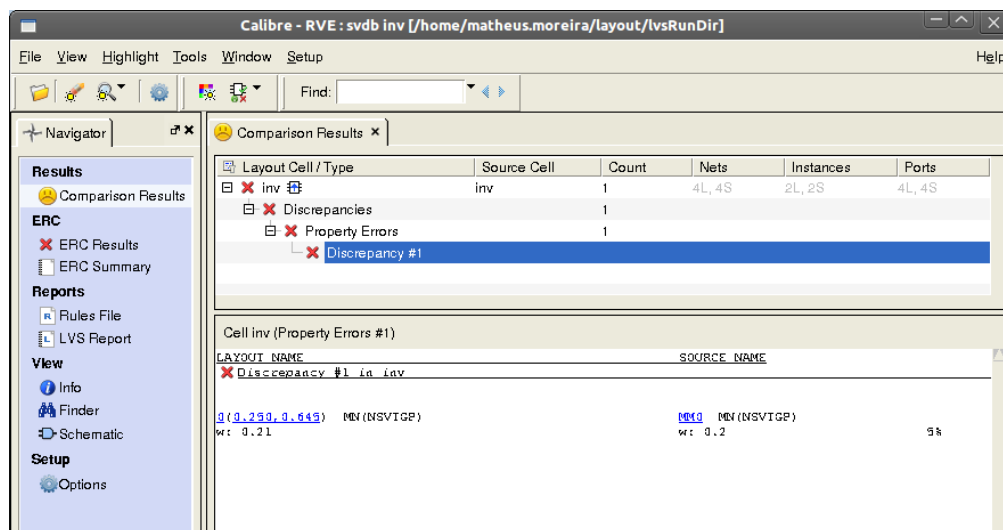 Calibre - RVE : svdb inv [/home/matheus.moreira/layout/lvsRunDir]
File View Highlight Tools Window Setup Help
Find:
Navigator
Comparison Results
Results
Comparison Results
ERC
ERC Results
ERC Summary
Reports
Rules File
LVS Report
View
Info
Finder
Schematic
Setup
Options
Layout Cell / Type Source Cell Count Nets Instances Ports
inv inv 1 4L, 4S 2L, 2S 4L, 4S
Discrepancies 1
Property Errors 1
Discrepancy #1
Cell inv (Property Errors #1)
LAYOUT NAME SOURCE NAME
Discrepancy #1 in inv
0(0.250,0.645) MN(NSVTGP) MM0 MN(NSVTGP)
w: 0.21 w: 0.2 5%